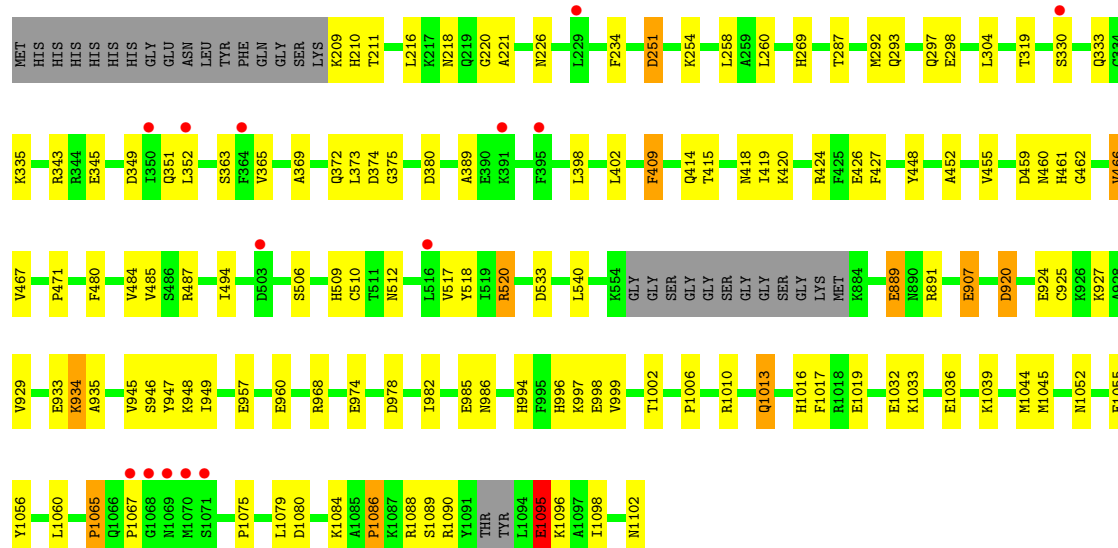 MET HIS HIS HIS HIS HIS HIS GLY GLU ASN LEU TYR PHE GLN GLY SER LYS K209 H210 T211 L216 K217 N218 Q219 G220 A221 N226 L229 F234 D251 K254 L258 A259 L260 H269 T287 M292 Q293 Q297 E298 L304 T319 S330 Q333 C334
K335 R343 R344 E345 D349 I350 Q351 L352 S363 F364 V365 A369 Q372 L373 D374 G375 D380 A389 E390 K391 F395 L398 L402 F409 Q414 T415 N418 I419 K420 R424 F425 E426 F427 Y448 A452 V455 D459 N460 H461 G462 V466
V467 P471 F480 V484 V485 S486 R487 I494 D503 S506 H509 C510 T511 N512 L516 V517 Y518 I519 R520 D533 L540 K554 GLY GLY SER GLY GLY SER GLY GLY SER GLY LYS MET K884 E889 N890 R891 E907 D920 E924 C925 K926 K927 A928
V929 E933 K934 A935 V945 S946 Y947 K948 I949 E957 E960 R968 E974 D978 I982 E985 N986 H994 F995 H996 K997 E998 V999 T1002 P1006 R1010 Q1013 H1016 F1017 R1018 E1019 E1032 K1033 E1036 K1039 M1044 M1045 N1052 E1055
Y1056 L1060 P1065 Q1066 P1067 G1068 N1069 M1070 S1071 P1075 L1079 D1080 K1084 A1085 P1086 K1087 R1088 S1089 R1090 Y1091 THR TYR L1094 E1095 K1096 A1097 I1098 N1102